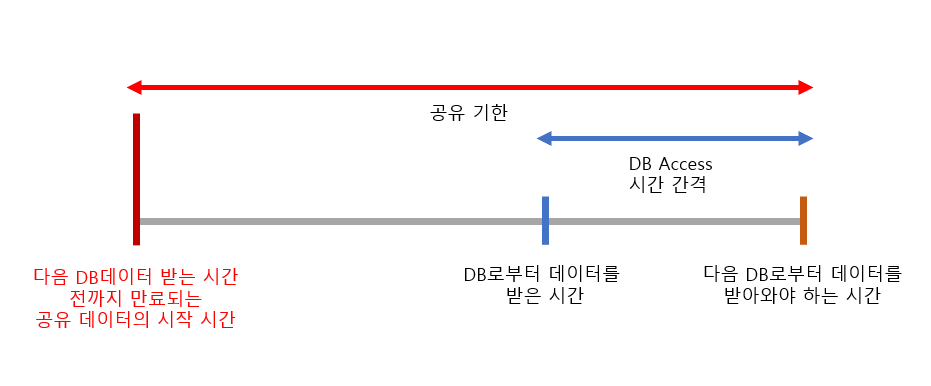 공유 기한
DB Access
시간 간격
다음 DB데이터 받는 시간
전까지 만료되는
공유 데이터의 시작 시간
DB로부터 데이터를
받은 시간
다음 DB로부터 데이터를
받아와야 하는 시간